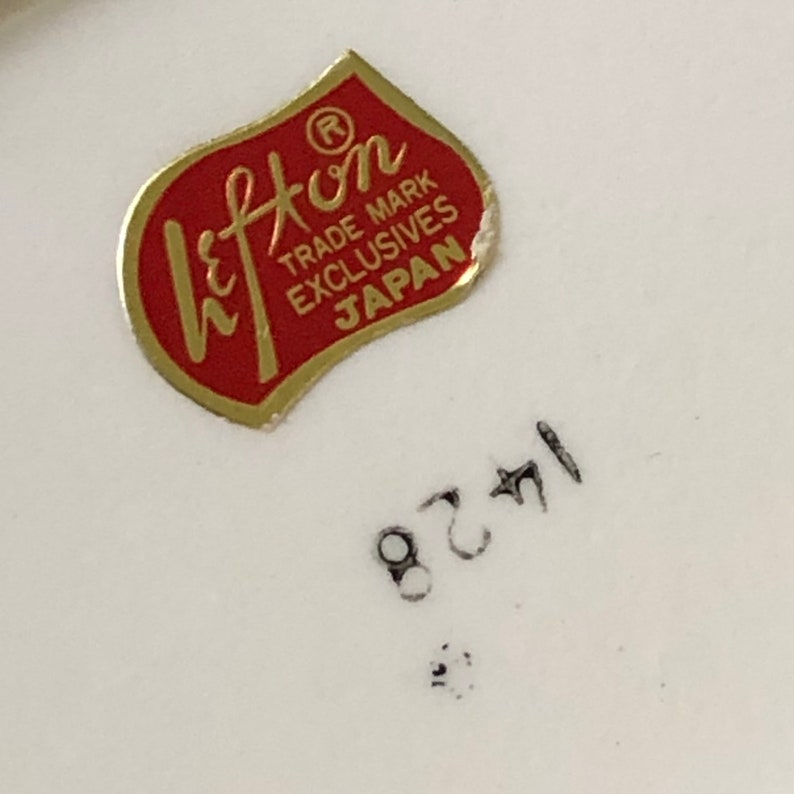 Lefton®
TRADE MARK
EXCLUSIVES
JAPAN
1428